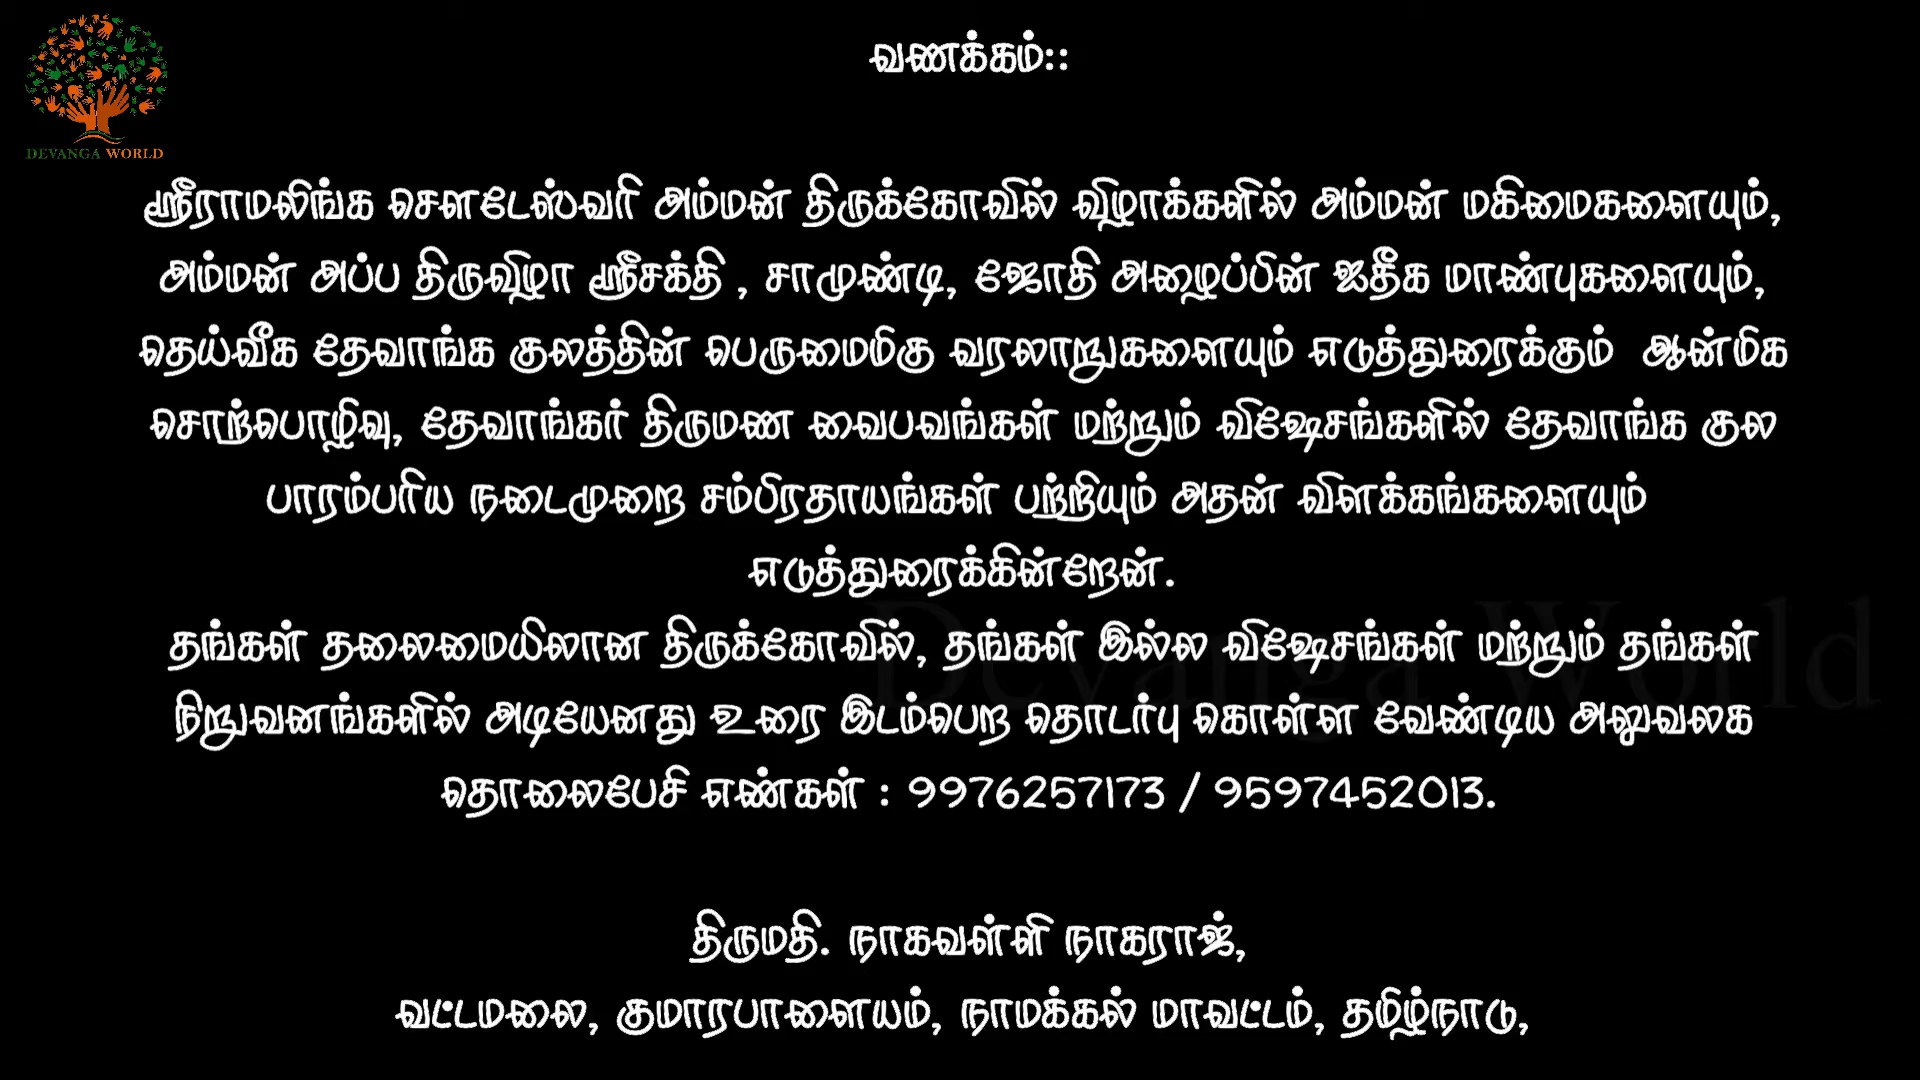 DEVANGA WORLD
வணக்கம்::
ஸ்ரீராமலிங்க சௌடேஸ்வரி அம்மன் திருக்கோவில் விழாக்களில் அம்மன் மகிமைகளையும்,
அம்மன் அப்ப திருவிழா ஸ்ரீசக்தி , சாமுண்டி, ஜோதி அழைப்பின் ஐதீக மாண்புகளையும்,
தெய்வீக தேவாங்க குலத்தின் பெருமைமிகு வரலாறுகளையும் எடுத்துரைக்கும் ஆன்மிக
சொற்பொழிவு, தேவாங்கர் திருமண வைபவங்கள் மற்றும் விஷேசங்களில் தேவாங்க குல
பாரம்பரிய நடைமுறை சம்பிரதாயங்கள் பற்றியும் அதன் விளக்கங்களையும்
எடுத்துரைக்கின்றேன்.
தங்கள் தலைமையிலான திருக்கோவில், தங்கள் இல்ல விஷேசங்கள் மற்றும் தங்கள்
நிறுவனங்களில் அடியேனது உரை இடம்பெற தொடர்பு கொள்ள வேண்டிய அலுவலக
தொலைபேசி எண்கள் : 9976257173 / 9597452013.
திருமதி. நாகவள்ளி நாகராஜ்,
வட்டமலை, குமாரபாளையம், நாமக்கல் மாவட்டம், தமிழ்நாடு,
Devanga World